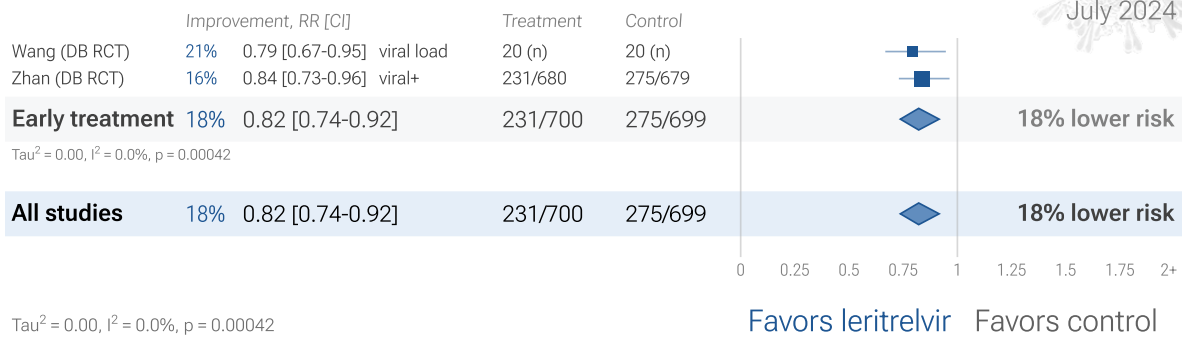 July 2024
Improvement, RR [CI] Treatment Control
Wang (DB RCT) 21% 0.79 [0.67-0.95] viral load 20 (n) 20 (n)
Zhan (DB RCT) 16% 0.84 [0.73-0.96] viral+ 231/680 275/679
Early treatment 18% 0.82 [0.74-0.92] 231/700 275/699 18% lower risk
Tau² = 0.00, I² = 0.0%, p = 0.00042
All studies 18% 0.82 [0.74-0.92] 231/700 275/699 18% lower risk
0 0.25 0.5 0.75 1 1.25 1.5 1.75 2+
Tau² = 0.00, I² = 0.0%, p = 0.00042 Favors leritrelvir Favors control